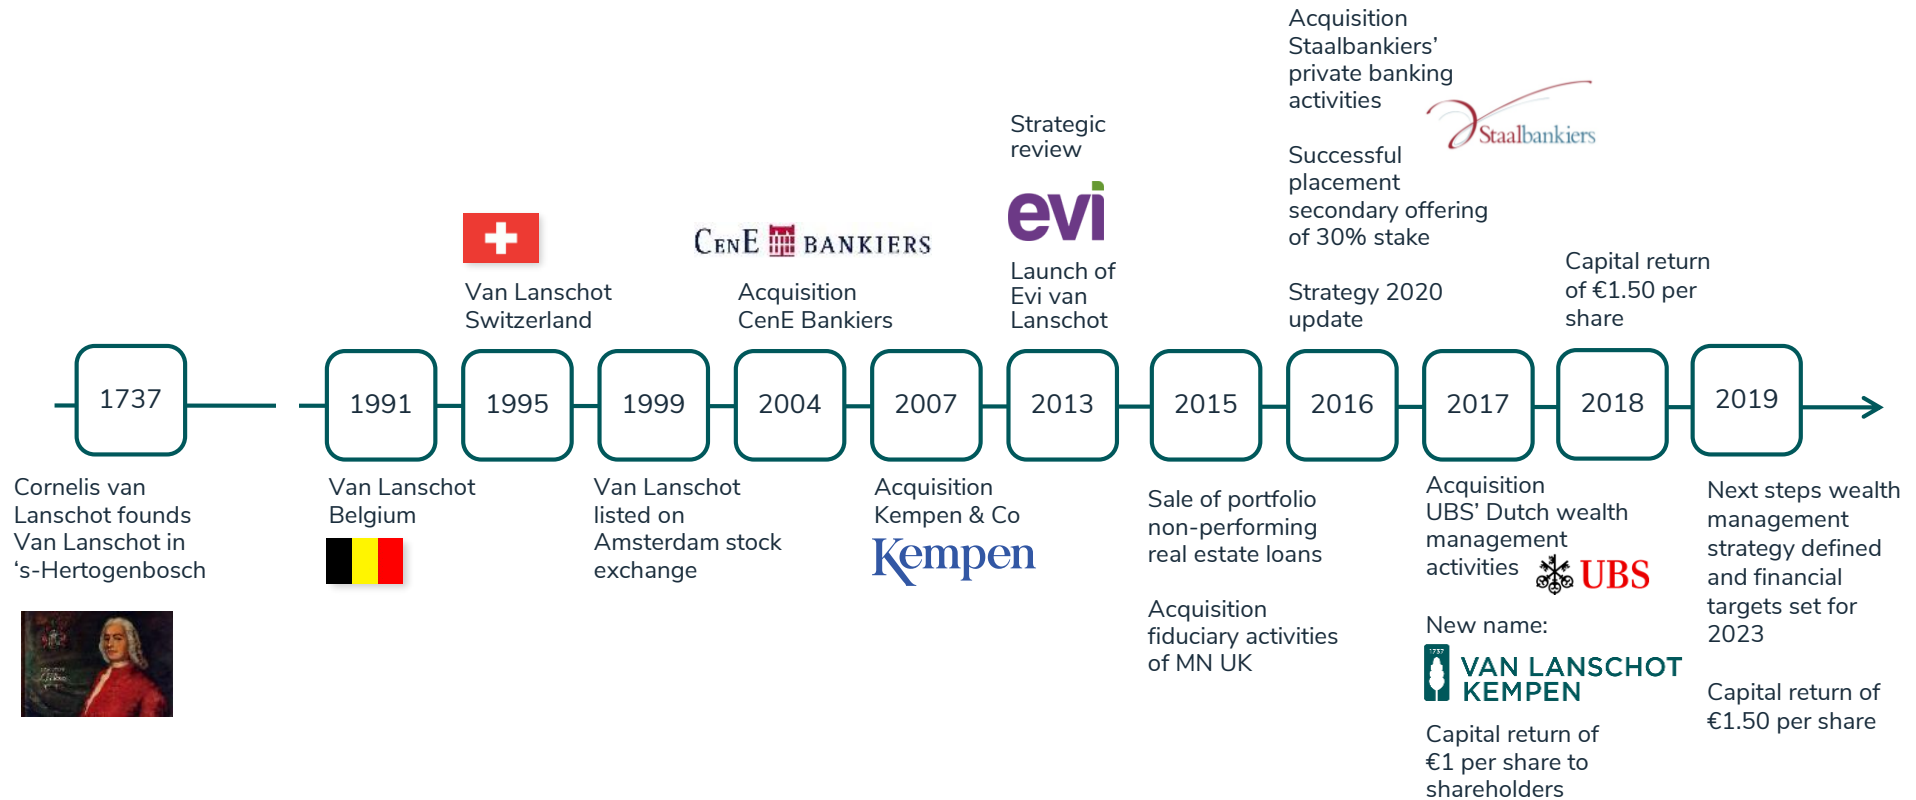 Acquisition
Staalbankiers’
private banking
activities
Staalbankiers
Successful
placement
secondary offering
of 30% stake
Strategy 2020
update
Strategic
review
evi
Launch of
Evi van
Lanschot
Capital return
of €1.50 per
share
Van Lanschot
Switzerland
CENE BANKIERS
Acquisition
CenE Bankiers
1737
1991
1995
1999
2004
2007
2013
2015
2016
2017
2018
2019
Cornelis van
Lanschot founds
Van Lanschot in
‘s-Hertogenbosch
Van Lanschot
Belgium
Van Lanschot
listed on
Amsterdam stock
exchange
Acquisition
Kempen & Co
Kempen
Sale of portfolio
non-performing
real estate loans
Acquisition
fiduciary activities
of MN UK
Acquisition
UBS’ Dutch wealth
management
activities
UBS
New name:
1737
VAN LANSCHOT
KEMPEN
Capital return of
€1 per share to
shareholders
Next steps wealth
management
strategy defined
and financial
targets set for
2023
Capital return of
€1.50 per share